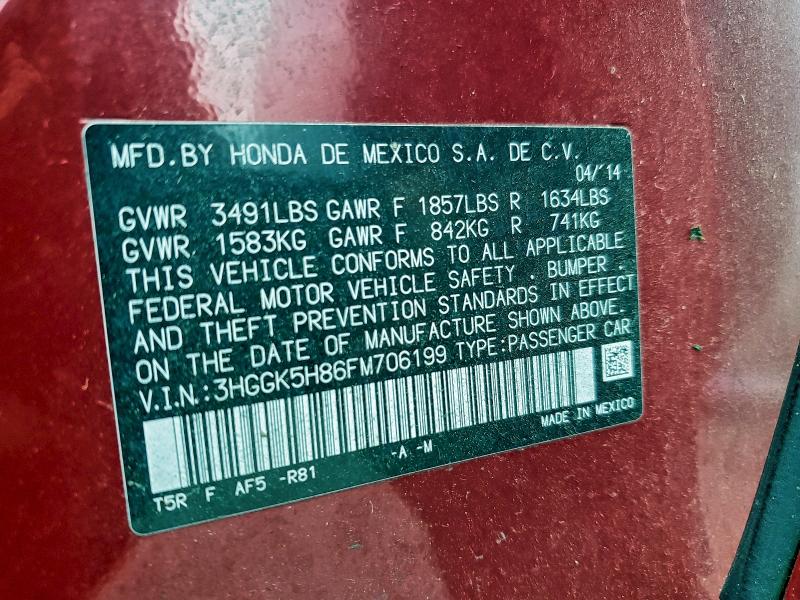 MFD.BY HONDA DE MEXICO S.A. DE C.V.
04/'14
GVWR 3491LBS GAWR F 1857LBS R 1634LBS
GVWR 1583KG GAWR F 842KG R 741KG
THIS VEHICLE CONFORMS TO ALL APPLICABLE
FEDERAL MOTOR VEHICLE SAFETY . BUMPER .
AND THEFT PREVENTION STANDARDS IN EFFECT
ON THE DATE OF MANUFACTURE SHOWN ABOVE.
V.I.N.:3HGGK5H86FM706199 TYPE:PASSENGER CAR
MADE IN MEXICO
-A -M
T5R F AF5 -R81